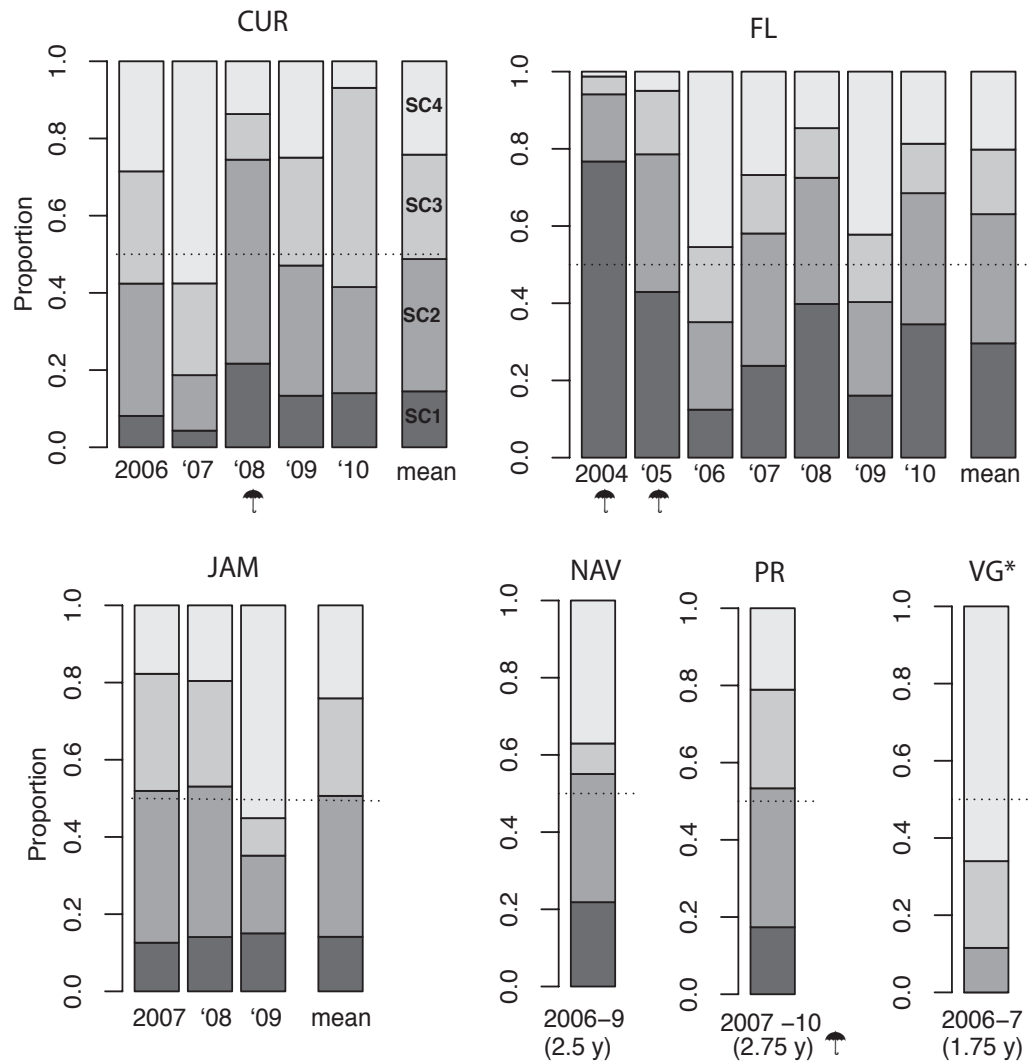 CUR
Proportion
0.0 0.2 0.4 0.6 0.8 1.0
SC4
SC3
SC2
SC1
2006 ‘07 ‘08 ‘09 ‘10 mean
FL
0.0 0.2 0.4 0.6 0.8 1.0
2004 ‘05 ‘06 ‘07 ‘08 ‘09 ‘10 mean
JAM
Proportion
0.0 0.2 0.4 0.6 0.8 1.0
2007 ‘08 ‘09 mean
NAV
0.0 0.2 0.4 0.6 0.8 1.0
2006–9
(2.5 y)
PR
0.0 0.2 0.4 0.6 0.8 1.0
2007 –10
(2.75 y)
VG*
0.0 0.2 0.4 0.6 0.8 1.0
2006–7
(1.75 y)